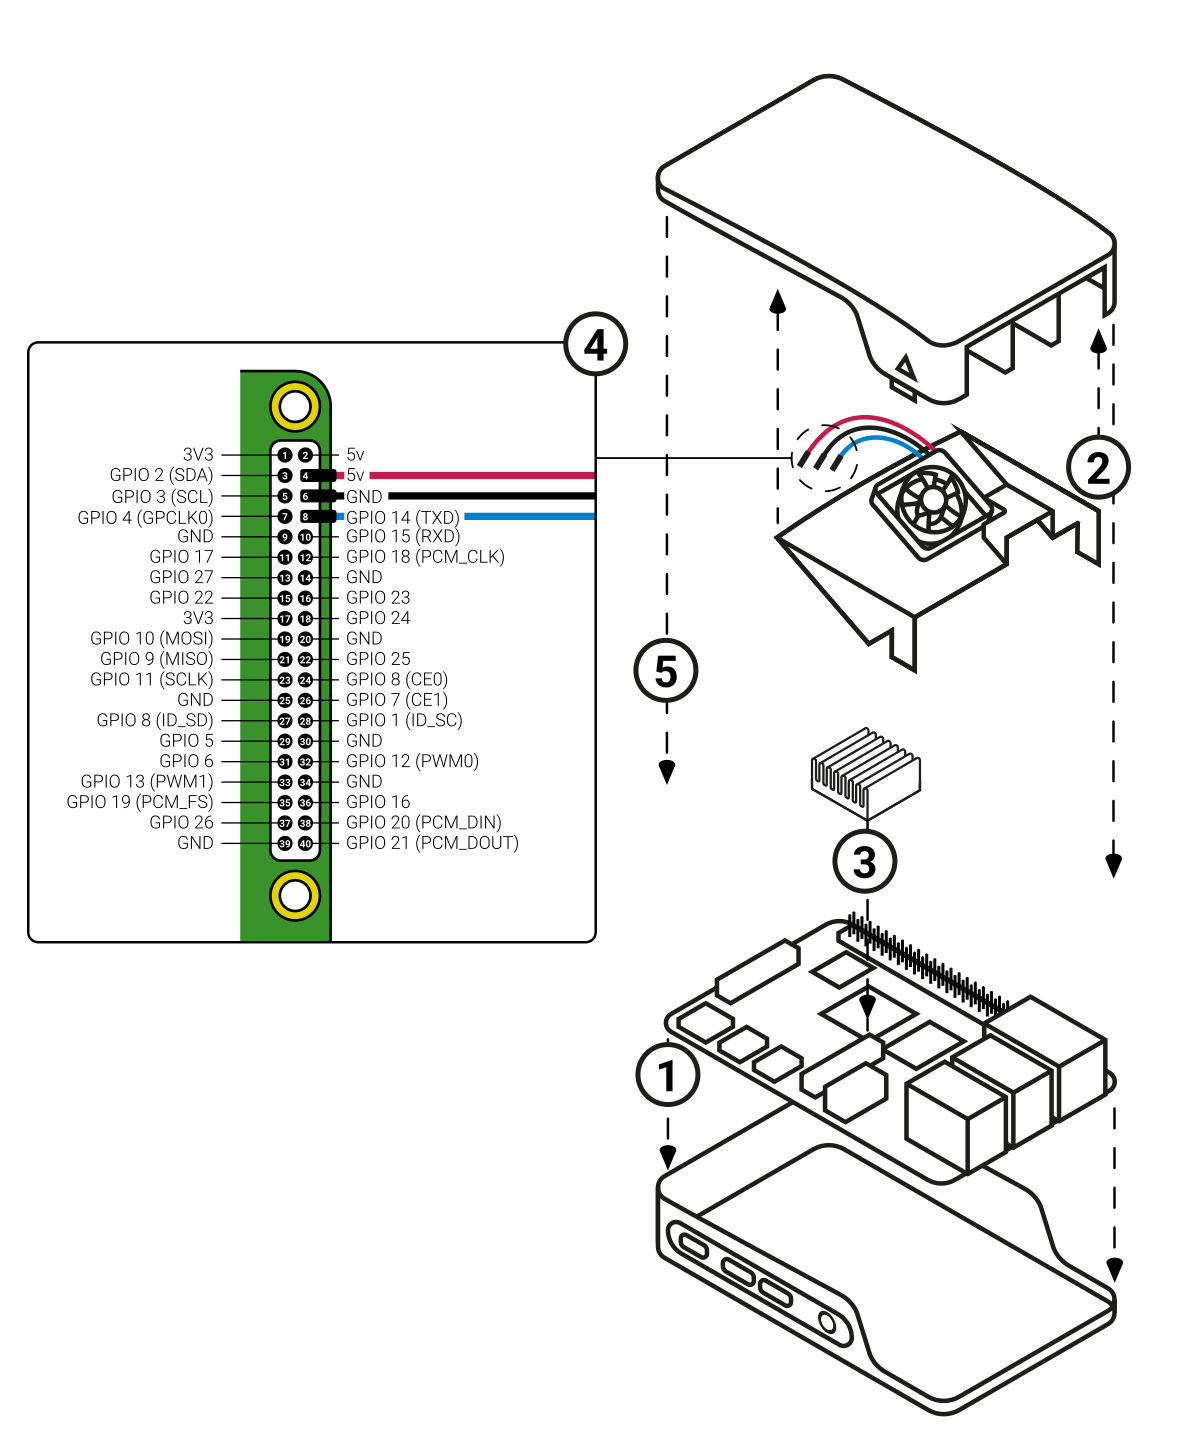 4
3V3 1 2 5v
GPIO 2 (SDA) 3 4 5v
GPIO 3 (SCL) 5 6 GND
GPIO 4 (GPCLK0) 7 8 GPIO 14 (TXD)
GND 9 10 GPIO 15 (RXD)
GPIO 17 11 12 GPIO 18 (PCM_CLK)
GPIO 27 13 14 GND
GPIO 22 15 16 GPIO 23
3V3 17 18 GPIO 24
GPIO 10 (MOSI) 19 20 GND
GPIO 9 (MISO) 21 22 GPIO 25
GPIO 11 (SCLK) 23 24 GPIO 8 (CE0)
GND 25 26 GPIO 7 (CE1)
GPIO 8 (ID_SD) 27 28 GPIO 1 (ID_SC)
GPIO 5 29 30 GND
GPIO 6 31 32 GPIO 12 (PWM0)
GPIO 13 (PWM1) 33 34 GND
GPIO 19 (PCM_FS) 35 36 GPIO 16
GPIO 26 37 38 GPIO 20 (PCM_DIN)
GND 39 40 GPIO 21 (PCM_DOUT)
2
5
3
1